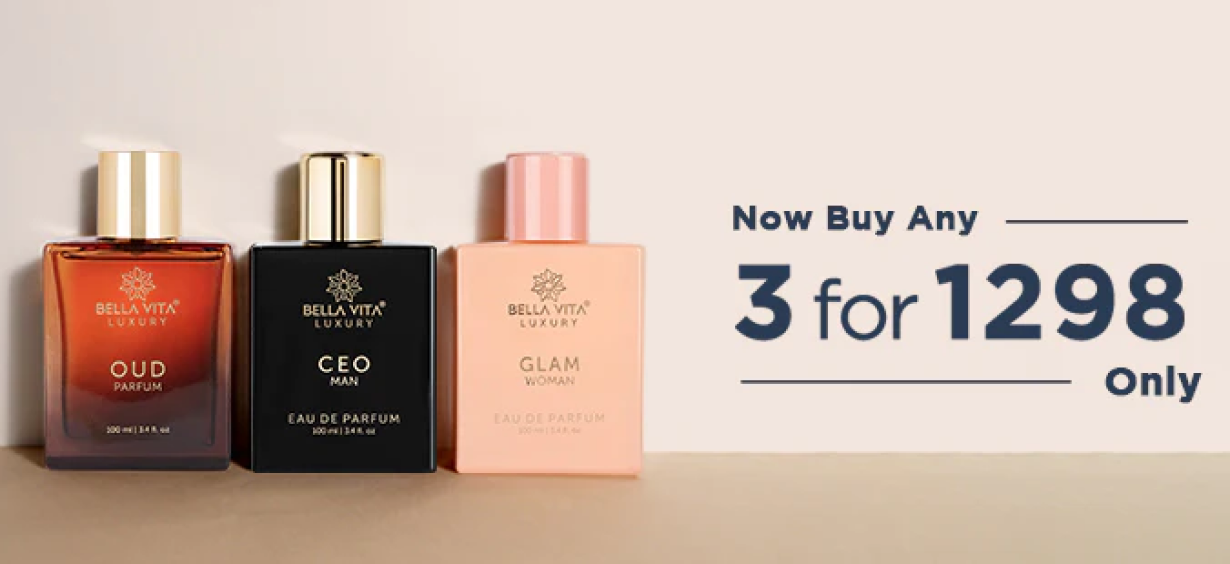 BELLA VITA®
LUXURY
OUD
PARFUM
100 ml | 3.4 fl. oz
BELLA VITA®
LUXURY
CEO
MAN
EAU DE PARFUM
100 ml | 3.4 fl. oz
BELLA VITA®
LUXURY
GLAM
WOMAN
EAU DE PARFUM
100 ml | 3.4 fl. oz
Now Buy Any
3 for 1298
Only